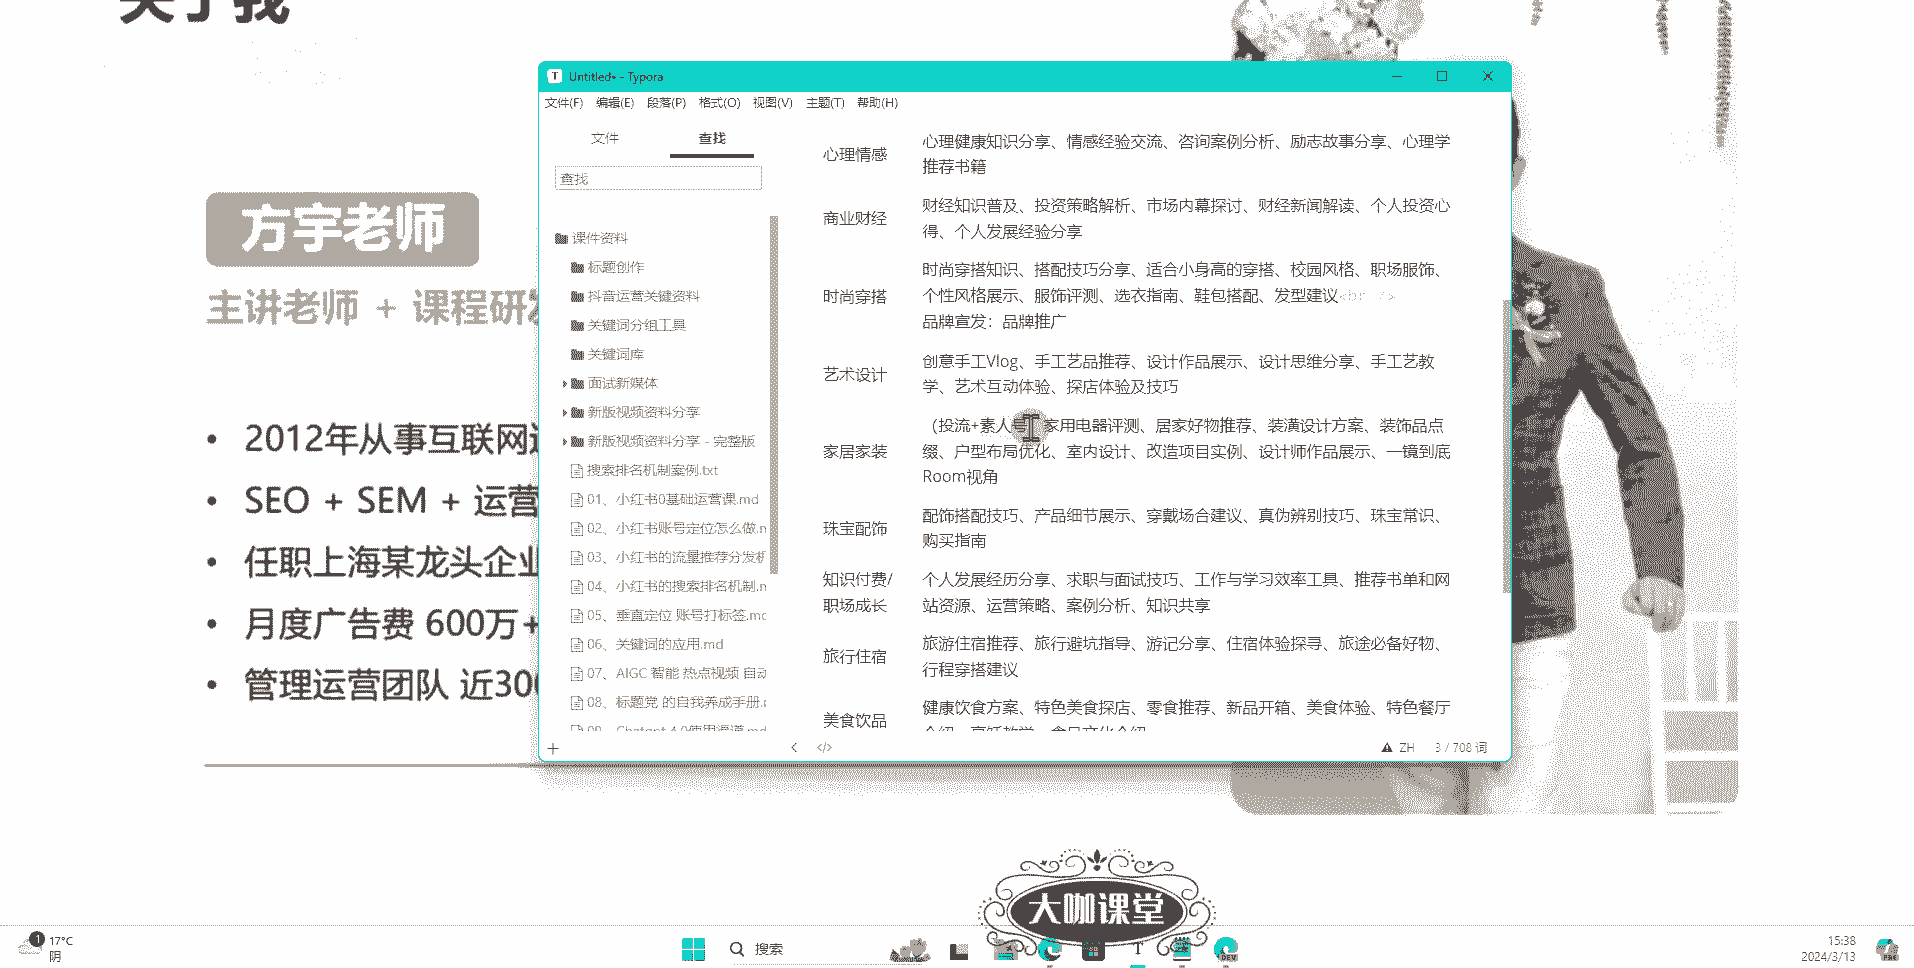 关于我
方宇老师
主讲老师 + 课程研发
2012年从事互联网运
SEO + SEM + 运营
任职上海某龙头企业
月度广告费 600万+
管理运营团队 近300
Untitled• - Typora
文件(F) 编辑(E) 段落(P) 格式(O) 视图(V) 主题(T) 帮助(H)
文件 查找
查找
课件资料
标题创作
抖音运营关键资料
关键词分组工具
关键词库
面试新媒体
新版视频资料分享
新版视频资料分享 - 完整版
搜索排名机制案例.txt
01、小红书0基础运营课.md
02、小红书账号定位怎么做.m
03、小红书的流量推荐分发机
04、小红书的搜索排名机制.m
05、垂直定位 账号打标签.md
06、关键词的应用.md
07、AIGC 智能 热点视频 自动
08、标题党 的自我养成手册.m
09、Chatgpt 4.0使用渠道.md
心理情感
心理健康知识分享、情感经验交流、咨询案例分析、励志故事分享、心理学
推荐书籍
商业财经
财经知识普及、投资策略解析、市场内幕探讨、财经新闻解读、个人投资心
得、个人发展经验分享
时尚穿搭
时尚穿搭知识、搭配技巧分享、适合小身高的穿搭、校园风格、职场服饰、
个性风格展示、服饰评测、选衣指南、鞋包搭配、发型建议<br />
品牌宣发：品牌推广
艺术设计
创意手工Vlog、手工艺品推荐、设计作品展示、设计思维分享、手工艺教
学、艺术互动体验、探店体验及技巧
家居家装
（投流+素人号 家用电器评测、居家好物推荐、装潢设计方案、装饰品点
缀、户型布局优化、室内设计、改造项目实例、设计师作品展示、一镜到底
Room视角
珠宝配饰
配饰搭配技巧、产品细节展示、穿戴场合建议、真伪辨别技巧、珠宝常识、
购买指南
知识付费/
职场成长
个人发展经历分享、求职与面试技巧、工作与学习效率工具、推荐书单和网
站资源、运营策略、案例分析、知识共享
旅行住宿
旅游住宿推荐、旅行避坑指导、游记分享、住宿体验探寻、旅途必备好物、
行程穿搭建议
美食饮品
健康饮食方案、特色美食探店、零食推荐、新品开箱、美食体验、特色餐厅
ZH 3 / 708 词
大咖课堂
1 17°C
阴
搜索
T
DEV
15:38
2024/3/13